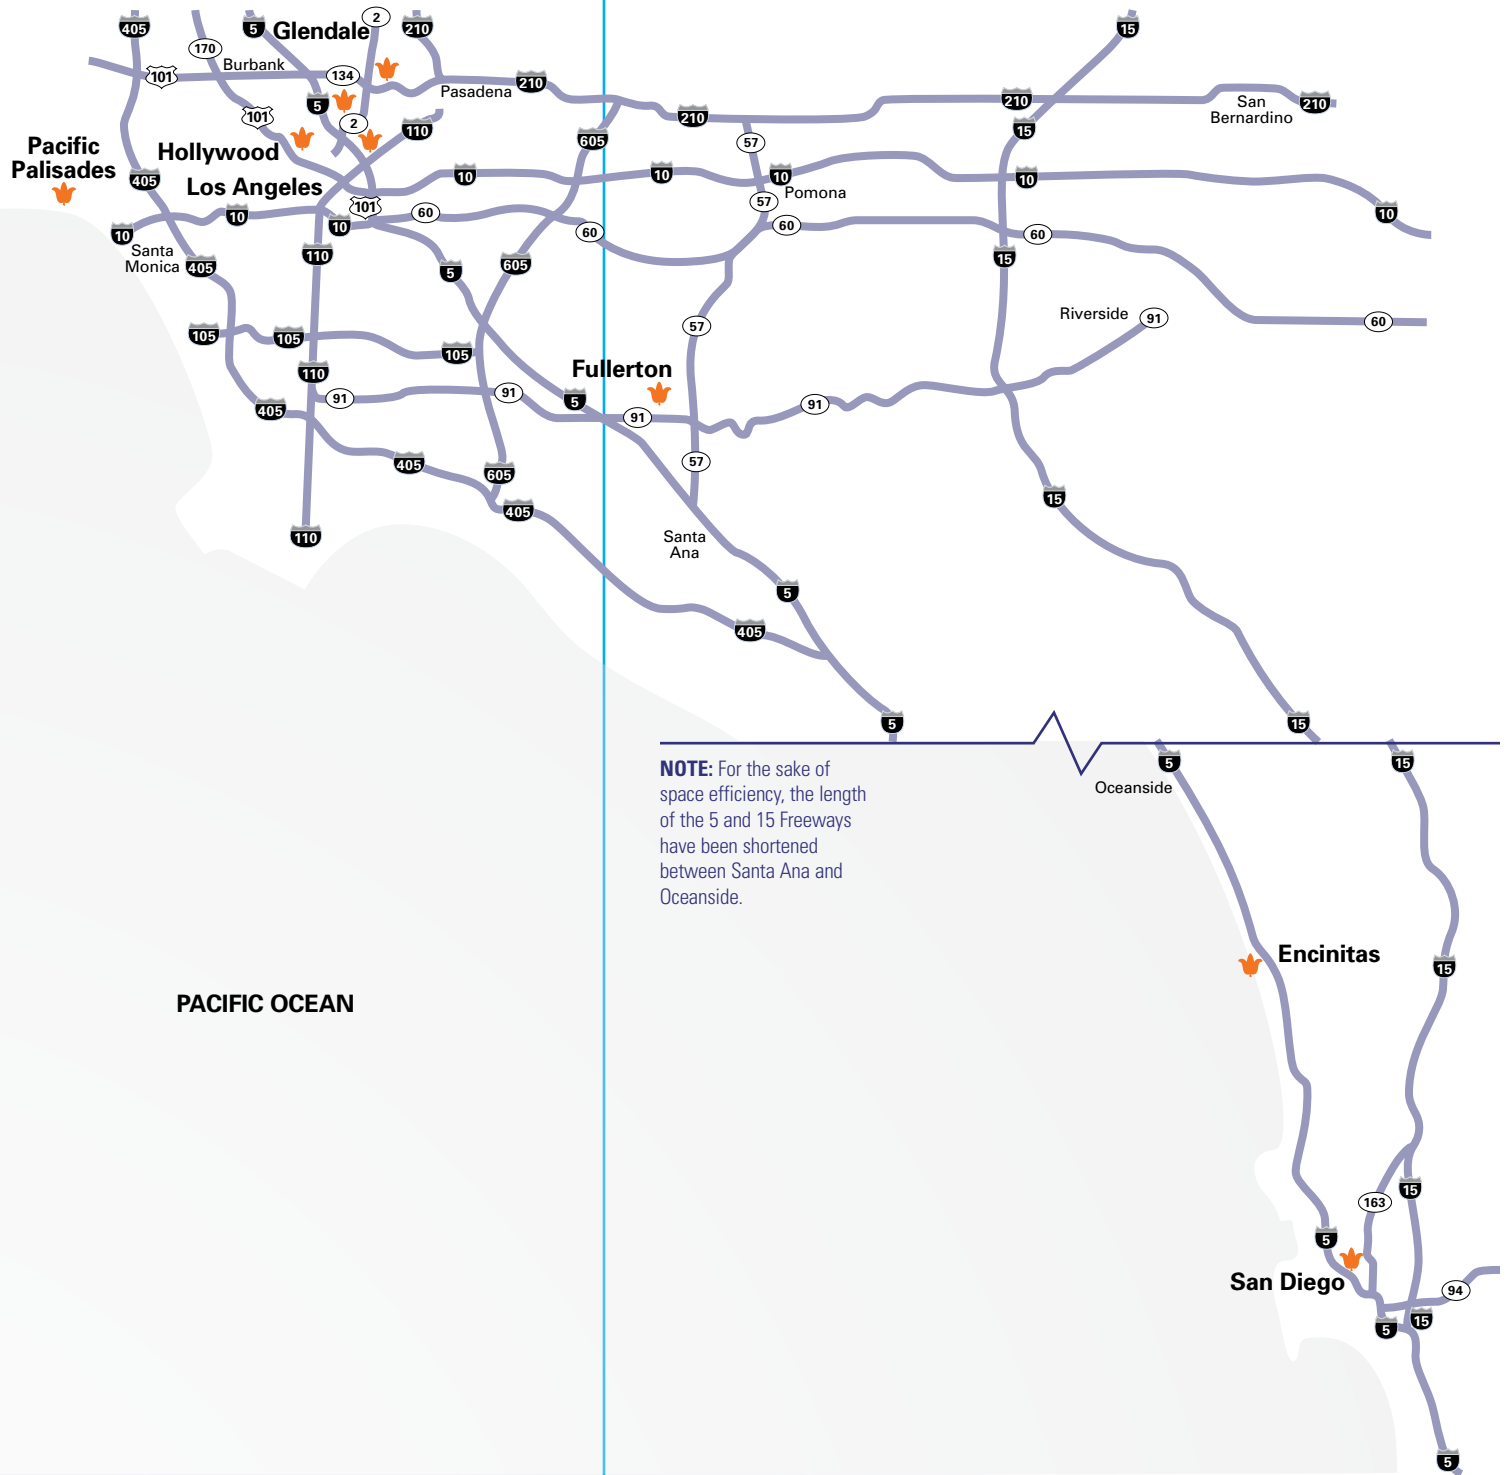 405
170
5
Glendale
2
210
15
101
Burbank
134
Pasadena
210
5
101
2
110
210
210
San
Bernardino
210
15
605
57
Pacific
Palisades
Hollywood
Los Angeles
405
10
10
10
Pomona
10
10
57
101
60
10
10
10
60
60
60
Santa
Monica
405
110
5
605
15
105
105
110
105
57
Riverside
91
60
Fullerton
405
91
91
5
91
91
405
605
405
57
15
110
Santa
Ana
5
405
5
15
NOTE: For the sake of
space efficiency, the length
of the 5 and 15 Freeways
have been shortened
between Santa Ana and
Oceanside.
5
Oceanside
15
Encinitas
15
PACIFIC OCEAN
15
163
5
San Diego
94
15
5
5